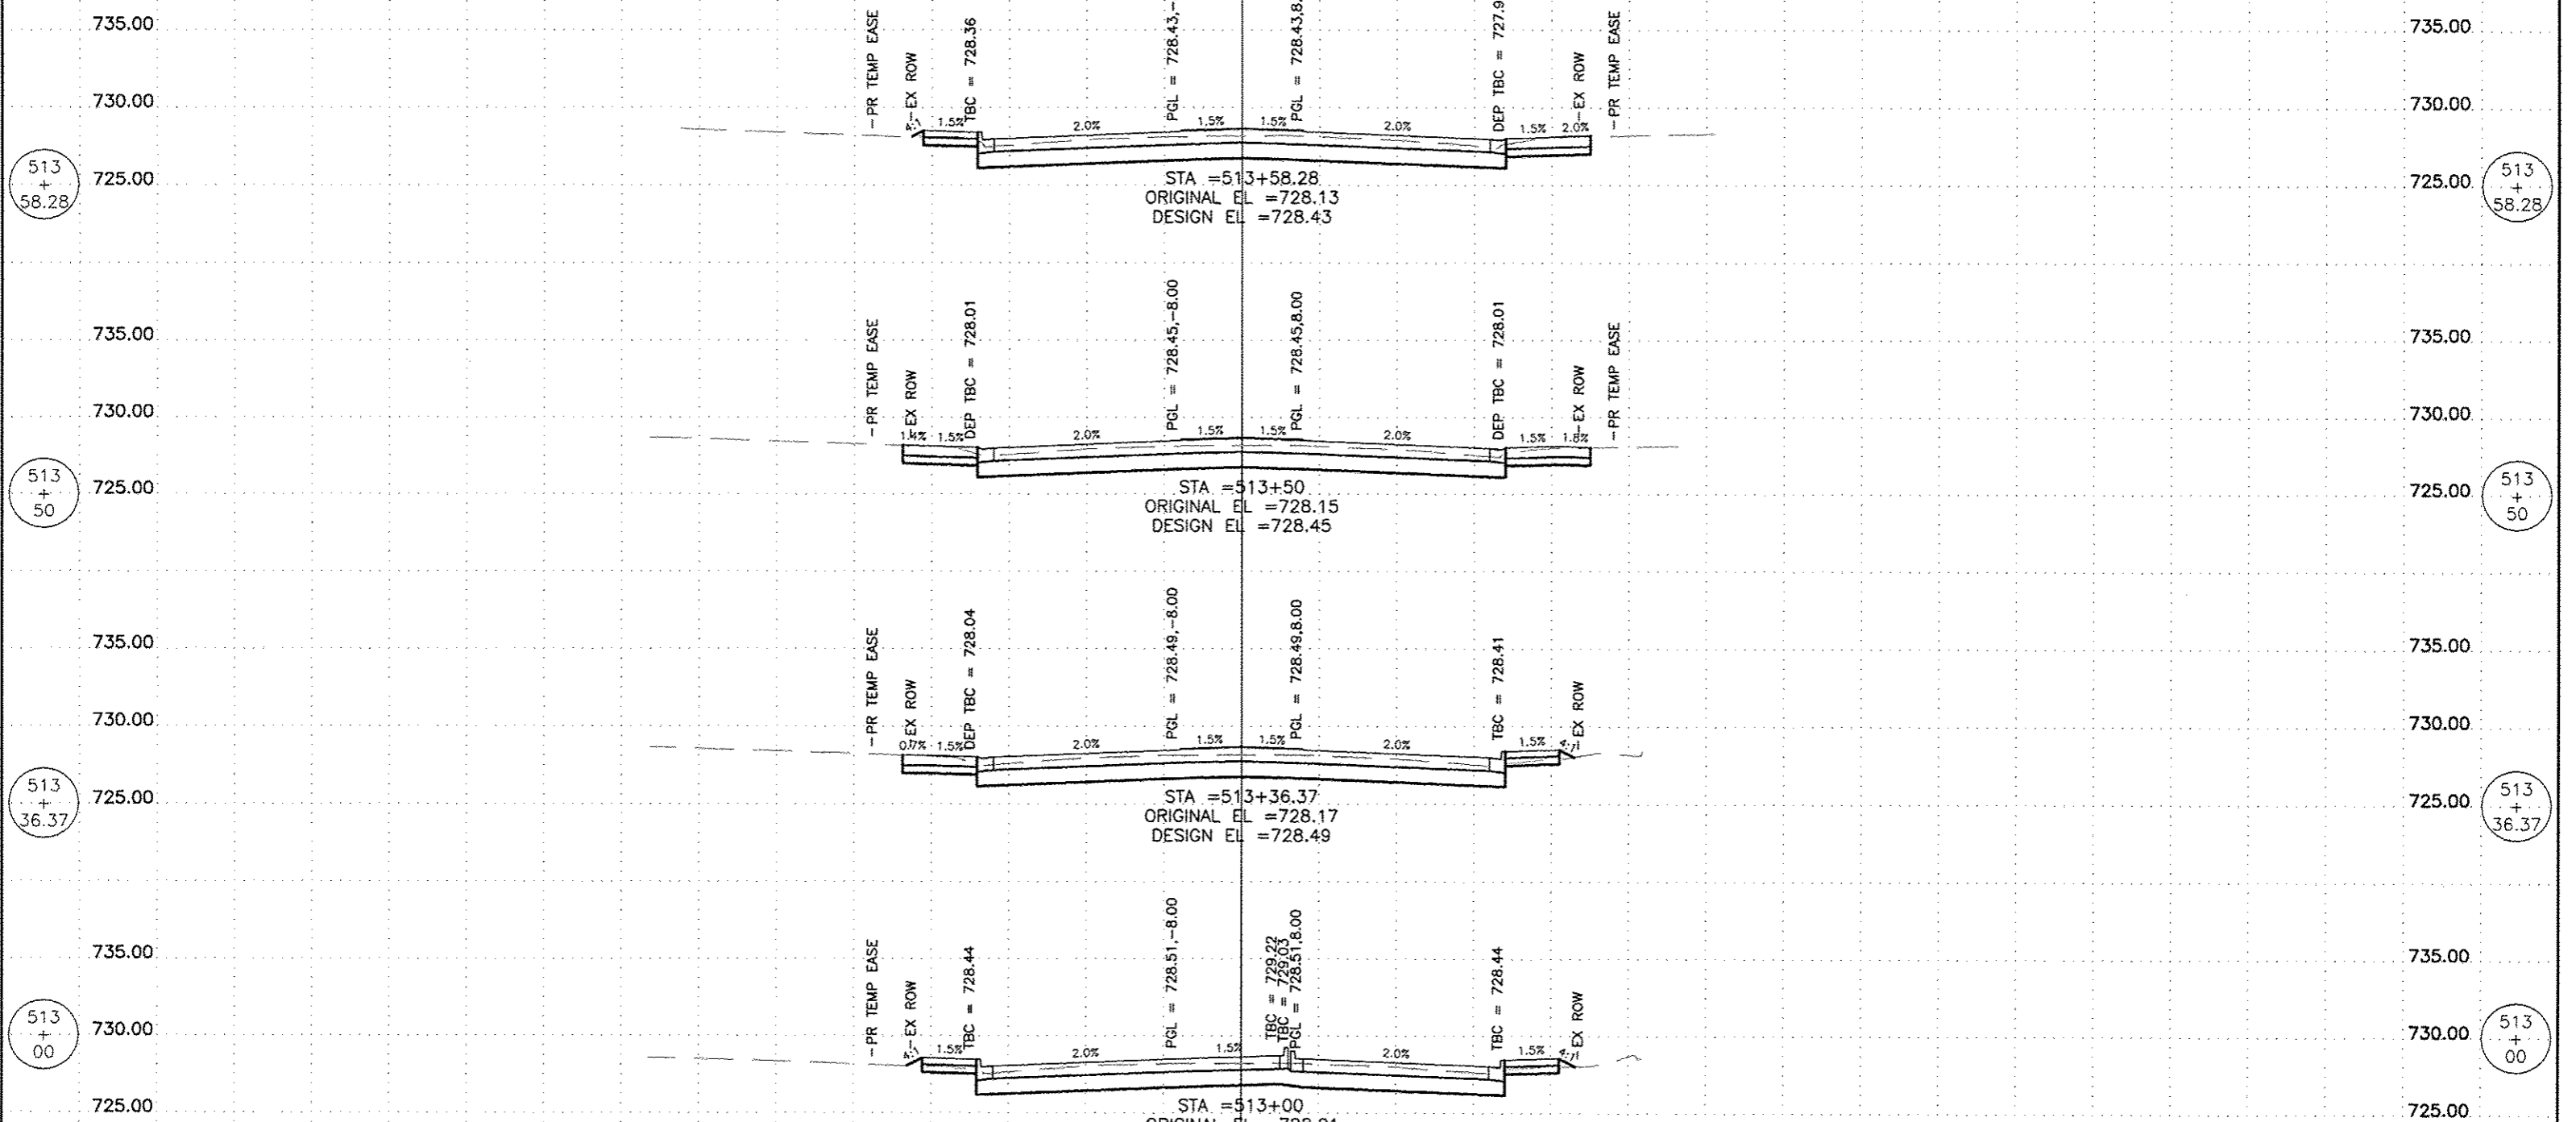 735.00
-PR TEMP EASE
-EX ROW
TBC = 728.36
PGL = 728.43,-
PGL = 728.43,8.
DEP TBC = 727.9
-EX ROW
-PR TEMP EASE
735.00
730.00
730.00
1.5%
2.0%
1.5%
1.5%
2.0%
1.5%
2.0%
513
+
58.28
725.00
725.00
513
+
58.28
STA =513+58.28
ORIGINAL EL =728.13
DESIGN EL =728.43
735.00
-PR TEMP EASE
-EX ROW
DEP TBC = 728.01
PGL = 728.45,-8.00
PGL = 728.45,8.00
DEP TBC = 728.01
-EX ROW
-PR TEMP EASE
735.00
730.00
730.00
1.4%
1.5%
2.0%
1.5%
1.5%
2.0%
1.5%
1.8%
513
+
50
725.00
725.00
513
+
50
STA =513+50
ORIGINAL EL =728.15
DESIGN EL =728.45
735.00
-PR TEMP EASE
-EX ROW
DEP TBC = 728.04
PGL = 728.49,-8.00
PGL = 728.49,8.00
TBC = 728.41
-EX ROW
735.00
730.00
730.00
0.7%
1.5%
2.0%
1.5%
1.5%
2.0%
1.5%
513
+
36.37
725.00
725.00
513
+
36.37
STA =513+36.37
ORIGINAL EL =728.17
DESIGN EL =728.49
735.00
-PR TEMP EASE
-EX ROW
TBC = 728.44
PGL = 728.51,-8.00
TBC = 729.22
TBC = 729.03
PGL = 728.51,8.00
TBC = 728.44
-EX ROW
735.00
730.00
730.00
1.5%
2.0%
1.5%
2.0%
1.5%
513
+
00
725.00
725.00
513
+
00
STA =513+00